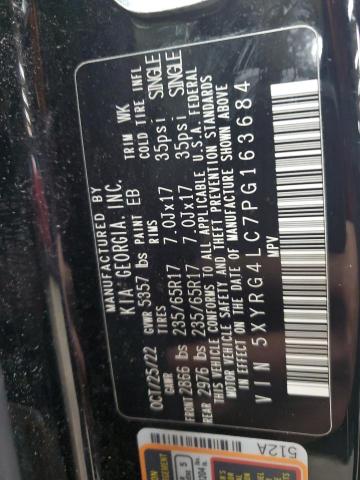 MANUFACTURED BY
KIA GEORGIA, INC.
OCT/25/22 GVWR 5357 lbs PAINT EB TRIM WK
GAWR TIRES RIMS COLD TIRE INFL
FRONT 2866 lbs 235/65R17 7.0Jx17 35psi SINGLE
REAR 2976 lbs 235/65R17 7.0Jx17 35psi SINGLE
THIS VEHICLE CONFORMS TO ALL APPLICABLE U.S.A FEDERAL
MOTOR VEHICLE SAFETY AND THEFT PREVENTION STANDARDS
IN EFFECT ON THE DATE OF MANUFACTURE SHOWN ABOVE
VIN 5XYRG4LC7PG163684
MPV
512A